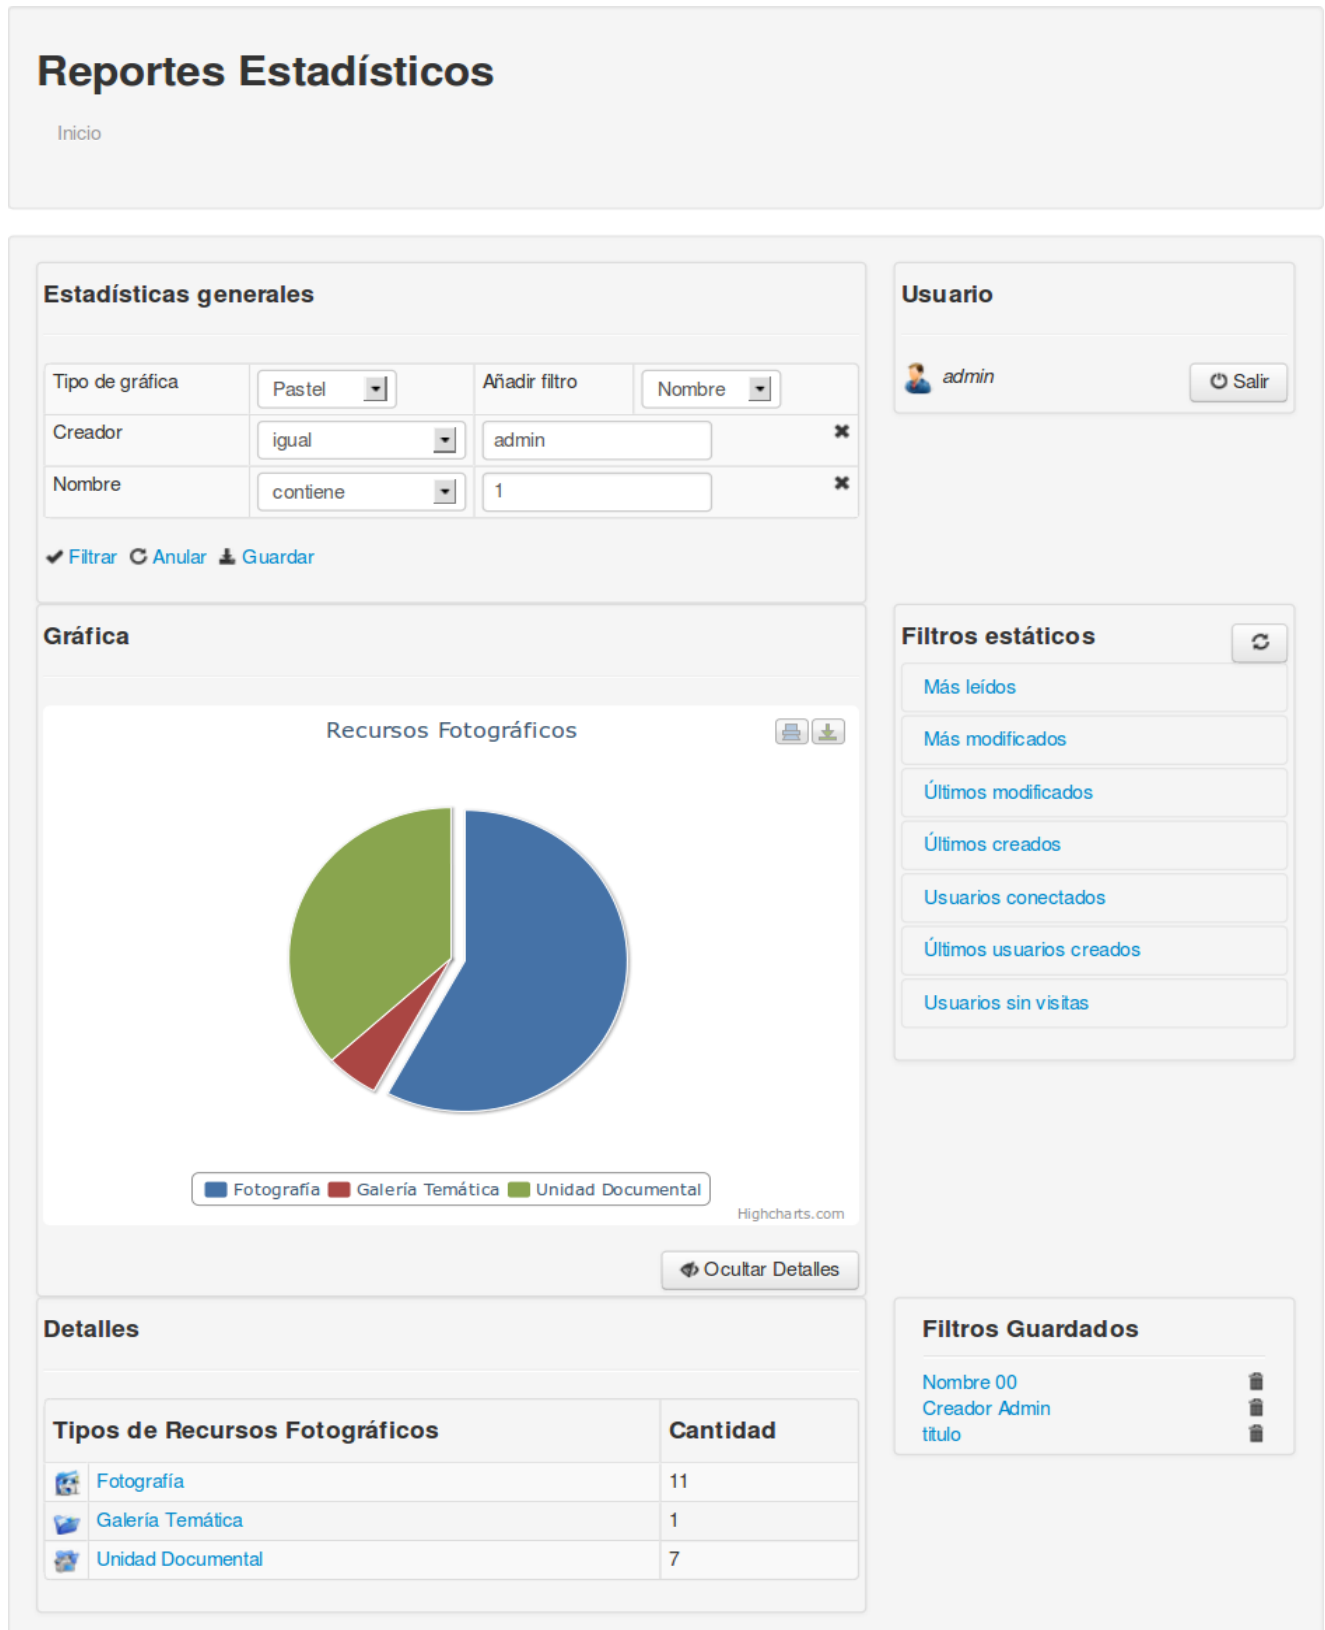 Reportes Estadísticos
Inicio
Estadísticas generales
Tipo de gráfica Pastel Añadir filtro Nombre
Creador igual admin
Nombre contiene 1
Filtrar Anular Guardar
Usuario
admin Salir
Gráfica
Recursos Fotográficos
Fotografía Galería Temática Unidad Documental
Highcharts.com
Ocultar Detalles
Filtros estáticos
Más leídos
Más modificados
Últimos modificados
Últimos creados
Usuarios conectados
Últimos usuarios creados
Usuarios sin visitas
Detalles
Tipos de Recursos Fotográficos Cantidad
Fotografía 11
Galería Temática 1
Unidad Documental 7
Filtros Guardados
Nombre 00
Creador Admin
titulo